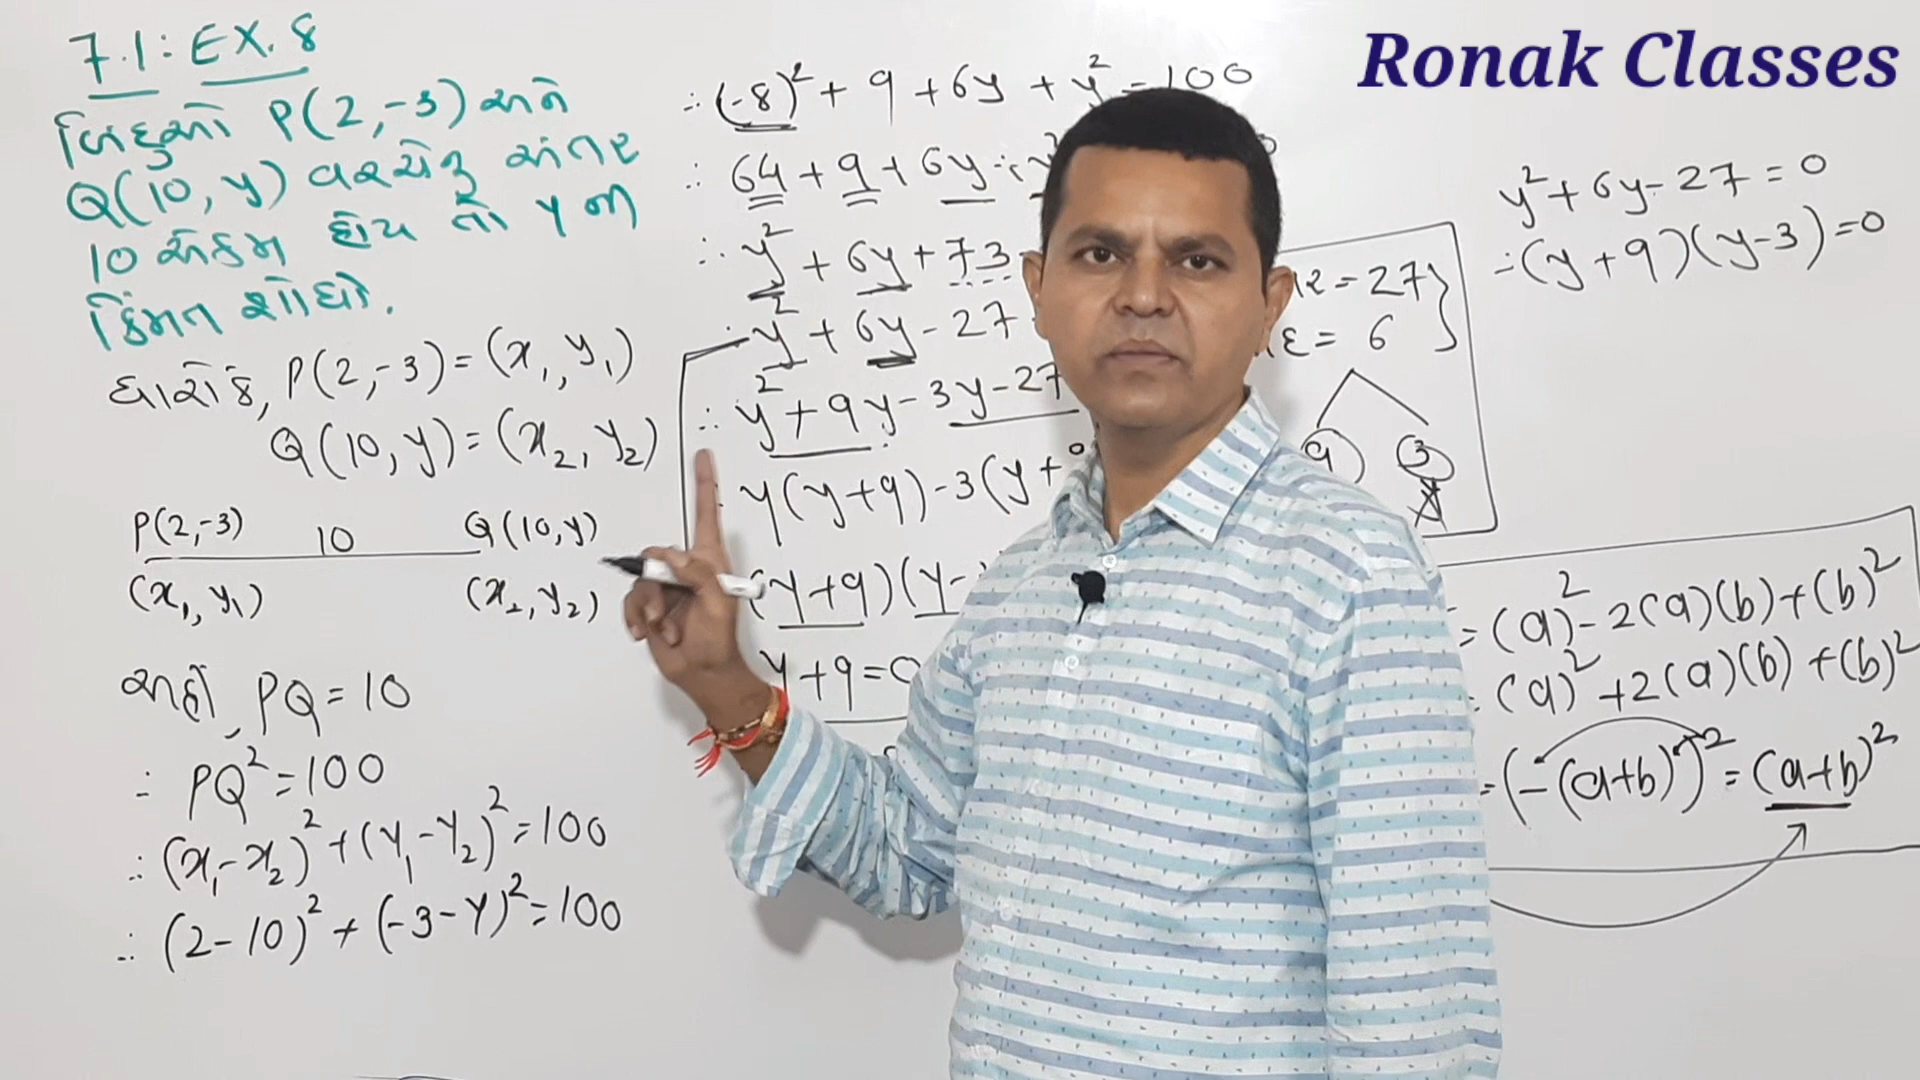 Ronak Classes
7.1: EX. 8
બિંદુઓ P(2,-3) અને
Q(10, y) વચ્ચેનું અંતર
10 એકમ હોય તો y ની
કિંમત શોધો.
ધારો કે, P(2,-3) = (x₁, y₁)
Q(10, y) = (x₂, y₂)
P(2,-3) 10 Q(10, y)
(x₁, y₁) (x₂, y₂)
અહીં, PQ = 10
∴ PQ² = 100
∴ (x₁-x₂)² + (y₁-y₂)² = 100
∴ (2-10)² + (-3-y)² = 100
∴ (-8)² + 9 + 6y + y² = 100
∴ 64 + 9 + 6y +
∴ y² + 6y + 73
∴ y² + 6y - 27
∴ y² + 9y - 3y - 27
∴ y(y+9) - 3(y+
(y+9)(y-
y+9=0
= 27
= 6
9 3
y² + 6y - 27 = 0
∴ (y+9)(y-3) = 0
= (a)² - 2(a)(b) + (b)²
= (a)² + 2(a)(b) + (b)²
= (-(a+b))² = (a+b)²